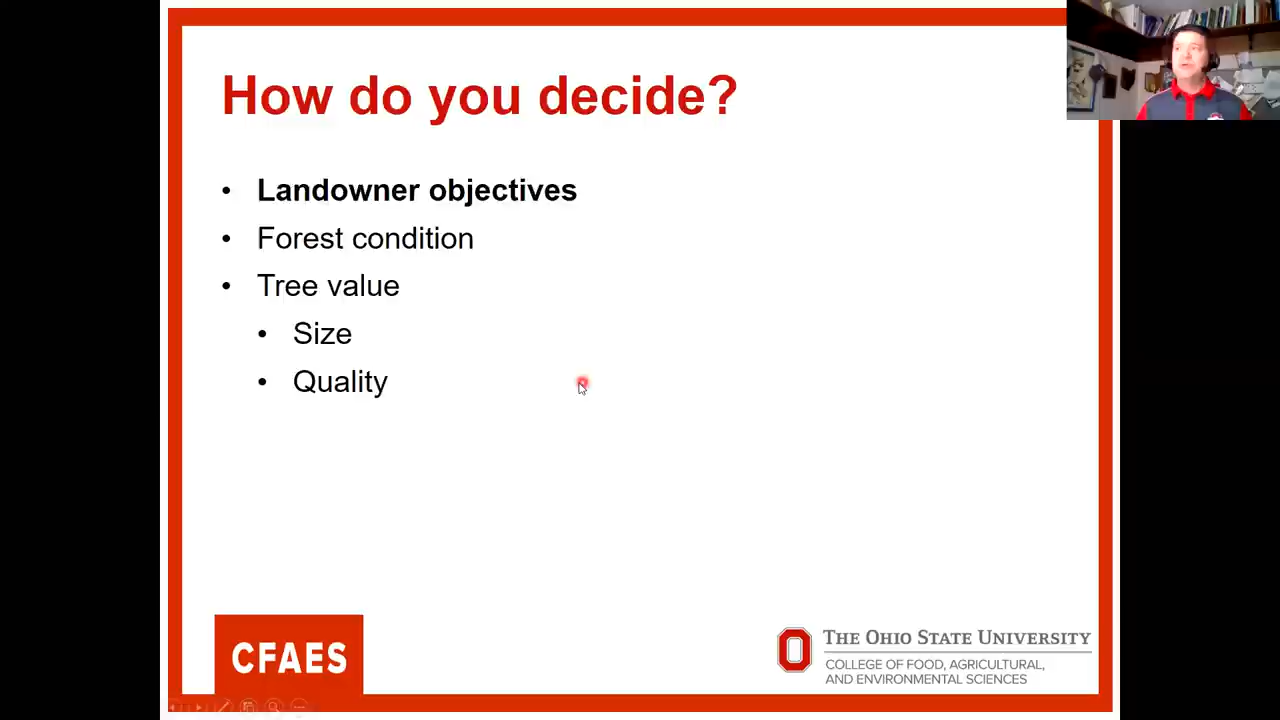 How do you decide?
• Landowner objectives
• Forest condition
• Tree value
• Size
• Quality
CFAES
THE OHIO STATE UNIVERSITY
COLLEGE OF FOOD, AGRICULTURAL,
AND ENVIRONMENTAL SCIENCES